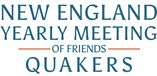 NEW ENGLAND
YEARLY MEETING
OF FRIENDS
QUAKERS